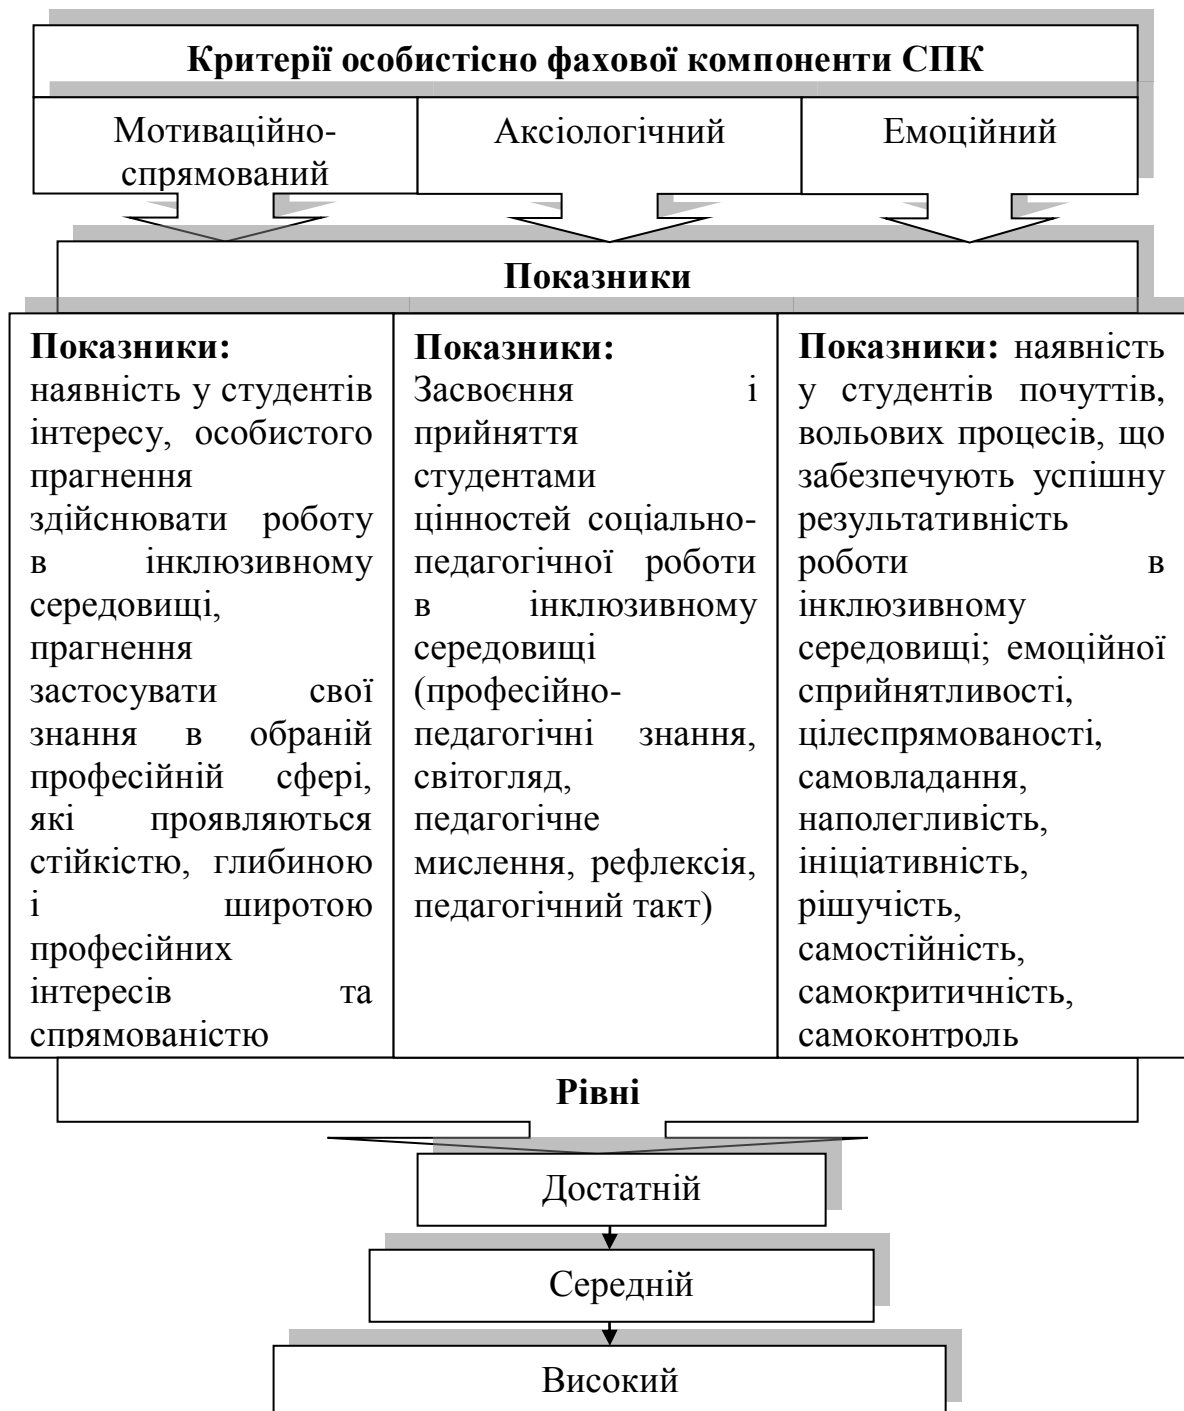 Критерії особистісно фахової компоненти СПК
Мотиваційно-
спрямований
Аксіологічний
Емоційний
Показники
Показники:
наявність у студентів
інтересу, особистого
прагнення
здійснювати роботу
в інклюзивному
середовищі,
прагнення
застосувати свої
знання в обраній
професійній сфері,
які проявляються
стійкістю, глибиною
і широтою
професійних
інтересів та
спрямованістю
Показники:
Засвоєння і
прийняття
студентами
цінностей соціально-
педагогічної роботи
в інклюзивному
середовищі
(професійно-
педагогічні знання,
світогляд,
педагогічне
мислення, рефлексія,
педагогічний такт)
Показники: наявність
у студентів почуттів,
вольових процесів, що
забезпечують успішну
результативність
роботи в
інклюзивному
середовищі; емоційної
сприйнятливості,
цілеспрямованості,
самовладання,
наполегливість,
ініціативність,
рішучість,
самостійність,
самокритичність,
самоконтроль
Рівні
Достатній
Середній
Високий